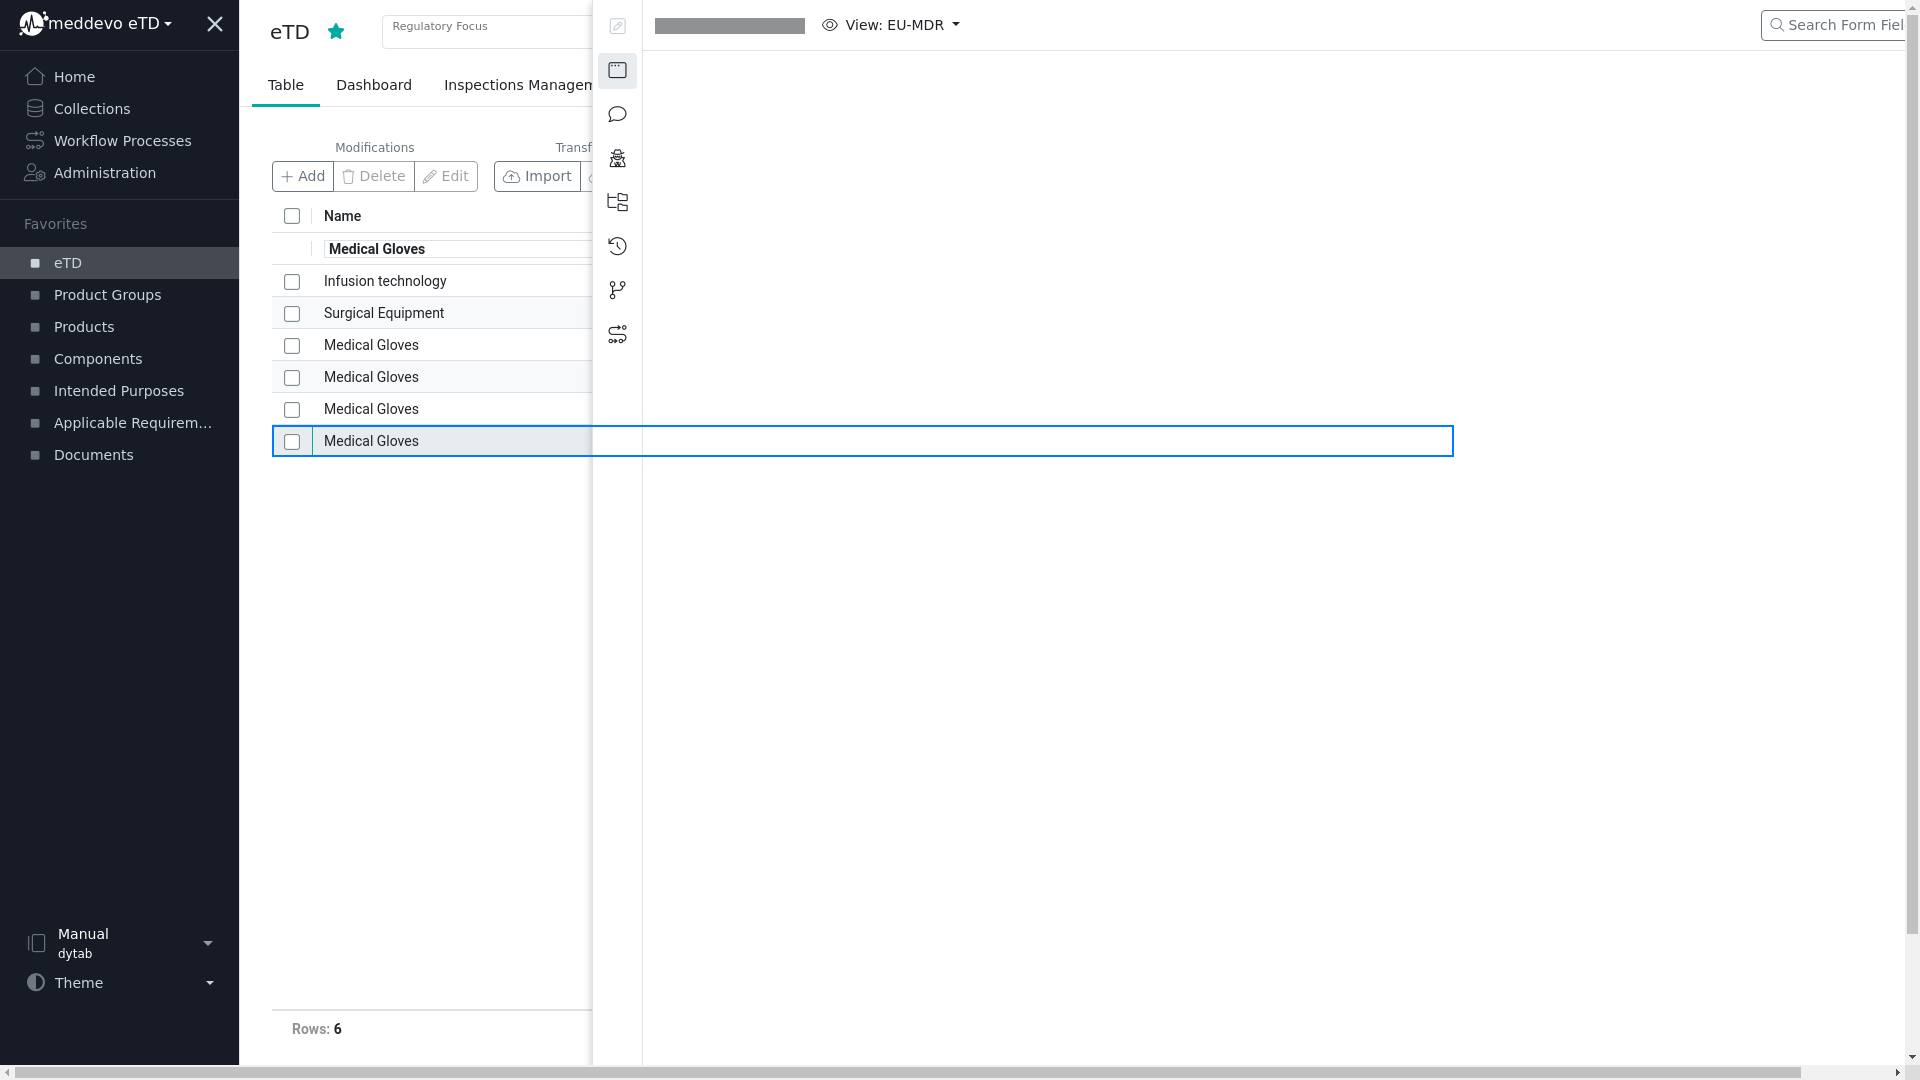 meddevo eTD
Home
Collections
Workflow Processes
Administration
Favorites
eTD
Product Groups
Products
Components
Intended Purposes
Applicable Requirem...
Documents
Manual
dytab
Theme
eTD
Regulatory Focus
Table
Dashboard
Inspections Managem
Modifications
Transf
Add
Delete
Edit
Import
Name
Medical Gloves
Infusion technology
Surgical Equipment
Medical Gloves
Medical Gloves
Medical Gloves
Medical Gloves
Rows: 6
View: EU-MDR
Search Form Fiel